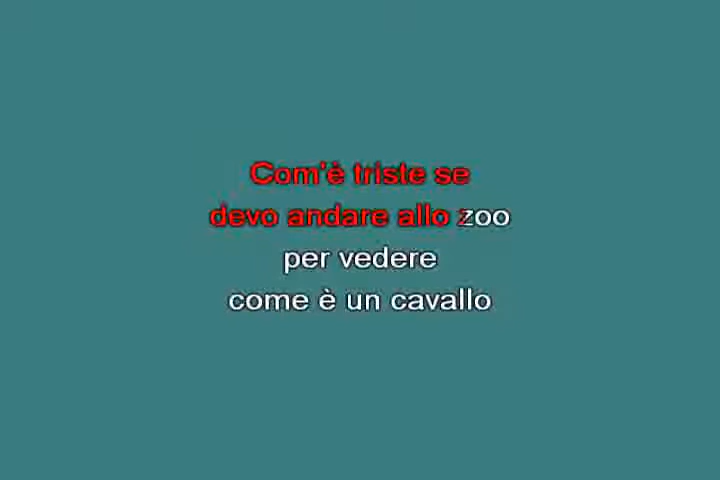 Com'è triste se
devo andare allo zoo
per vedere
come è un cavallo